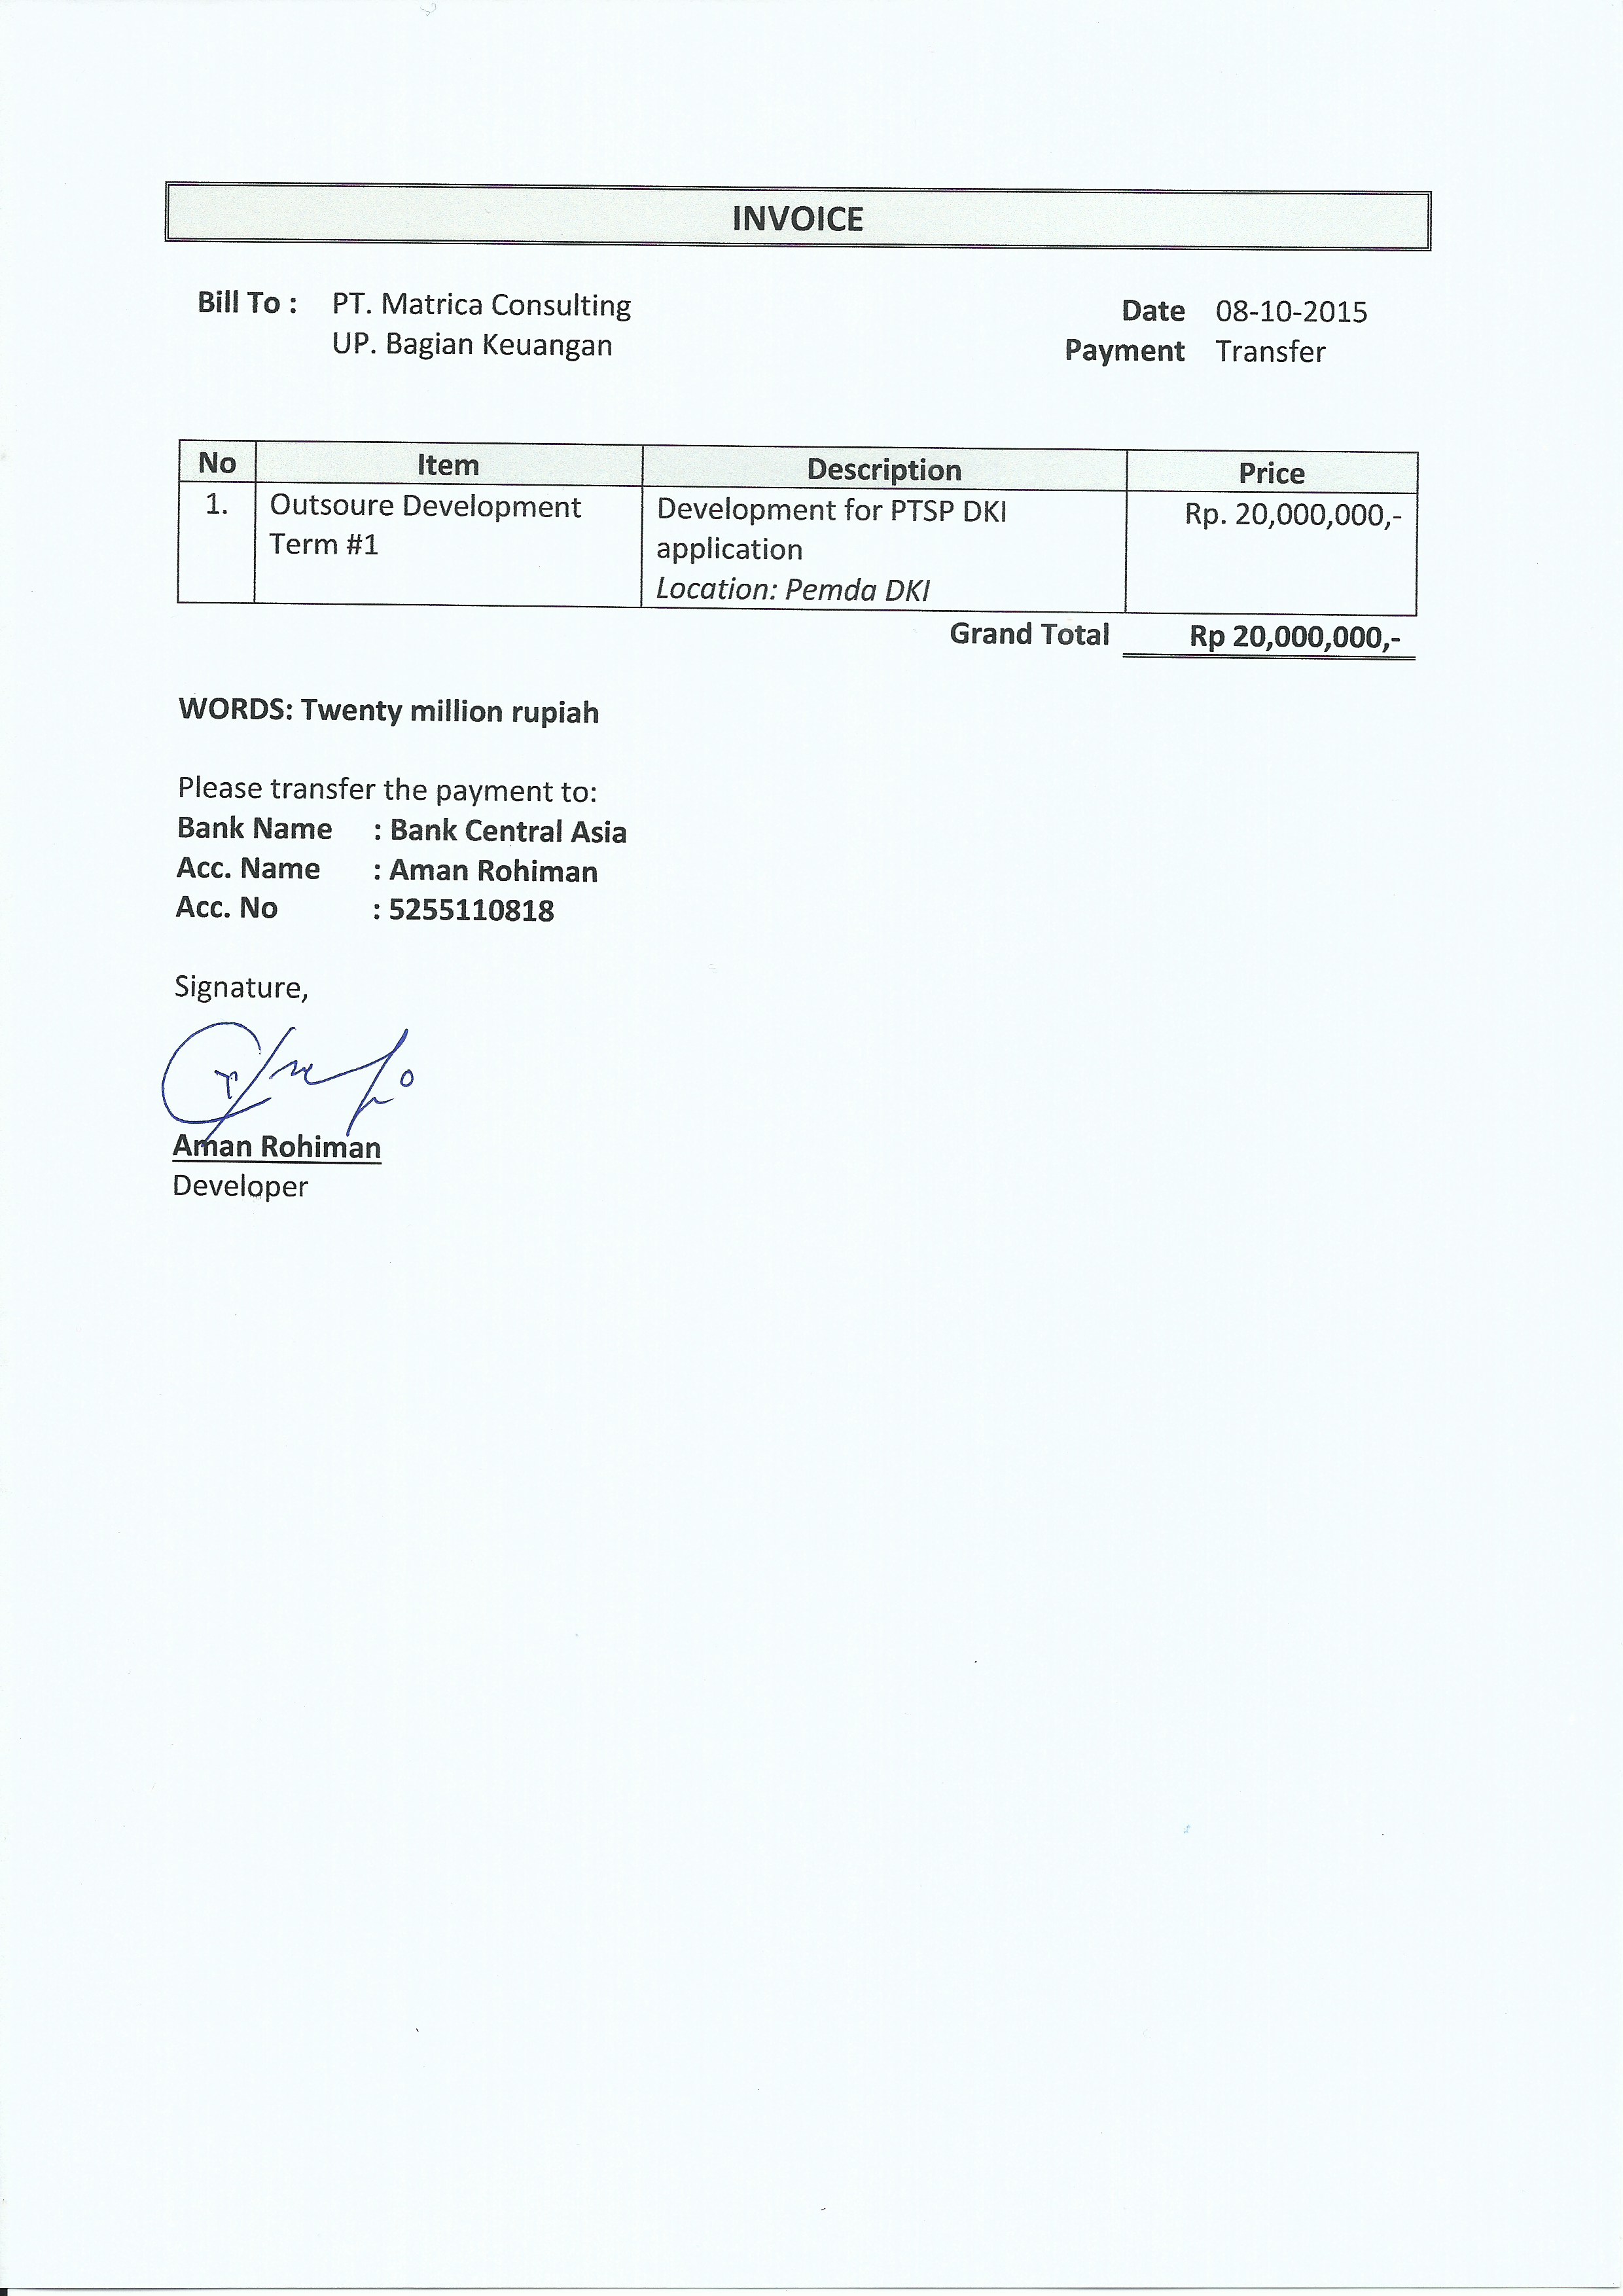 INVOICE
Bill To : PT. Matrica Consulting
UP. Bagian Keuangan
Date 08-10-2015
Payment Transfer
No Item Description Price
1. Outsoure Development Development for PTSP DKI Rp. 20,000,000,-
Term #1 application
Location: Pemda DKI
Grand Total Rp 20,000,000,-
WORDS: Twenty million rupiah
Please transfer the payment to:
Bank Name : Bank Central Asia
Acc. Name : Aman Rohiman
Acc. No : 5255110818
Signature,
Aman Rohiman
Developer